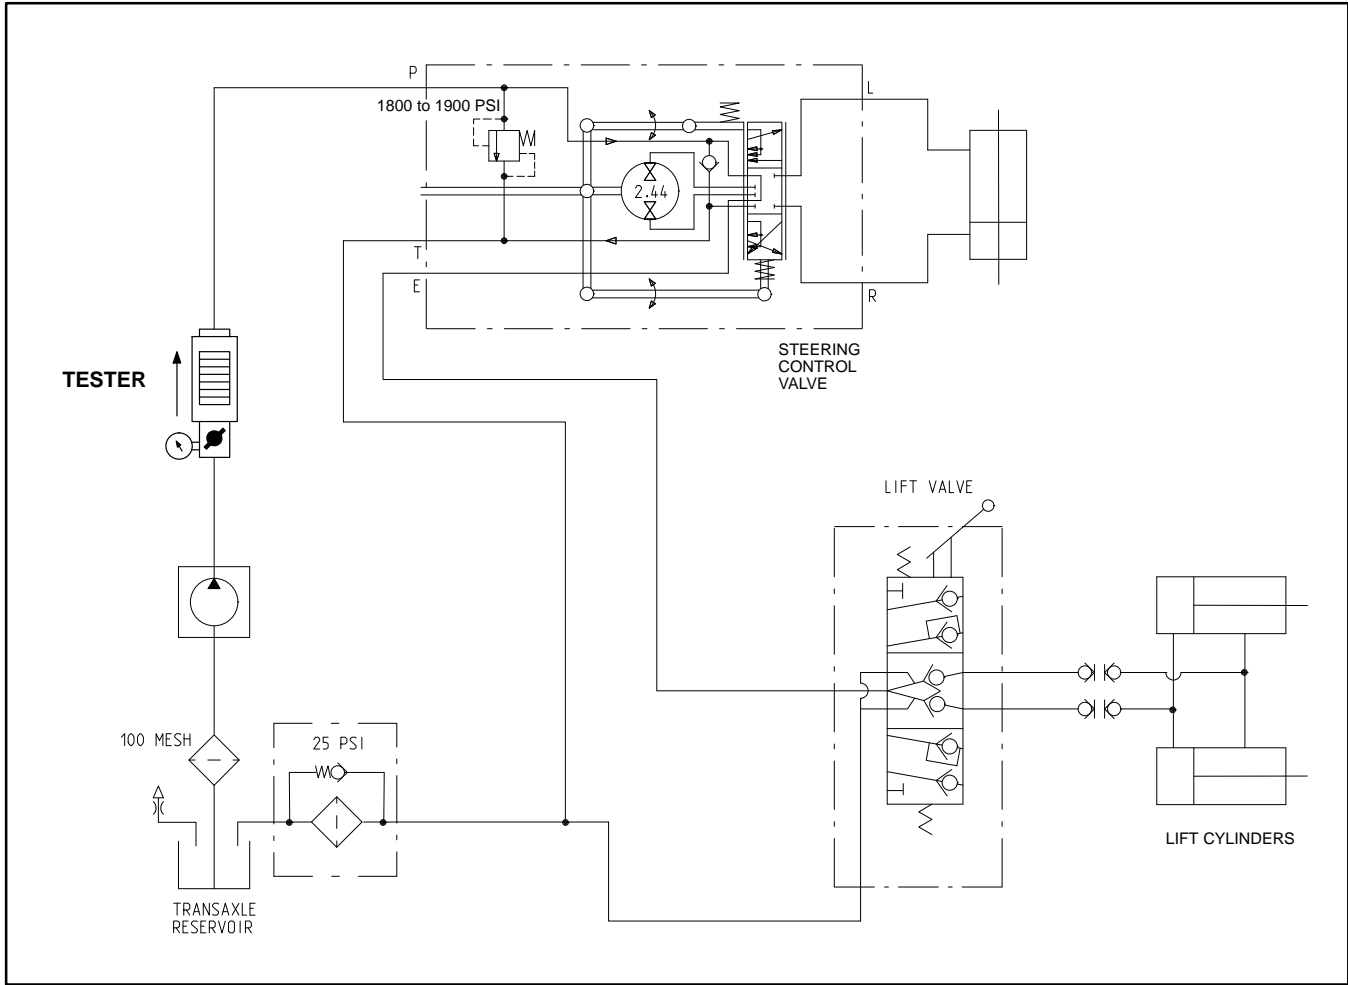 P
1800 to 1900 PSI
L
2.44
T
E
R
STEERING
CONTROL
VALVE
TESTER
LIFT VALVE
100 MESH
25 PSI
LIFT CYLINDERS
TRANSAXLE
RESERVOIR